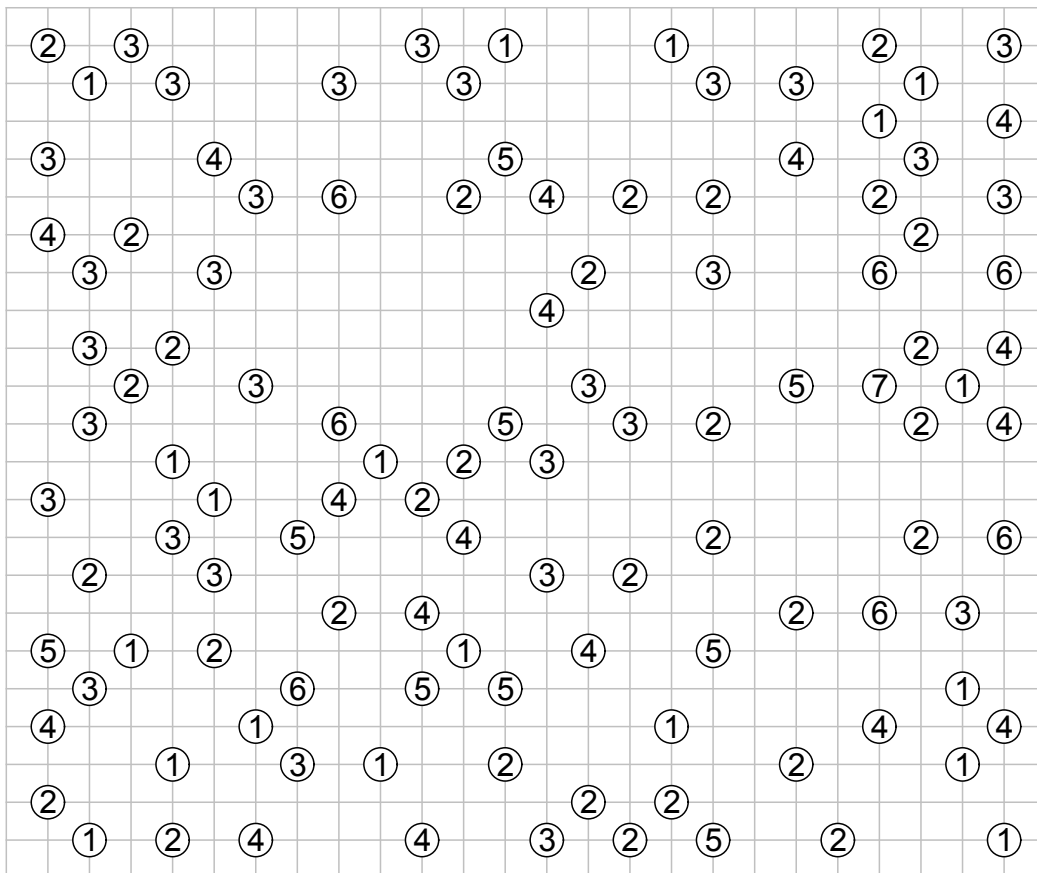 2 3 3 1 1 2 3
1 3 3 3 3 3 1
1 4
3 4 5 4 3
3 6 2 4 2 2 2 3
4 2 2
3 3 2 3 6 6
4
3 2 2 4
2 3 3 5 7 1
3 6 5 3 2 2 4
1 1 2 3
3 1 4 2
3 5 4 2 2 6
2 3 3 2
2 4 2 6 3
5 1 2 1 4 5
3 6 5 5 1
4 1 1 4 4
1 3 1 2 2 1
2 2 2
1 2 4 4 3 2 5 2 1